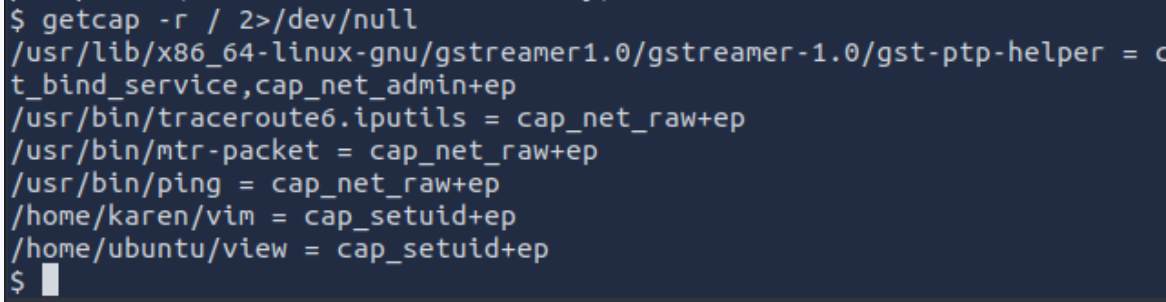 $ getcap -r / 2>/dev/null
/usr/lib/x86_64-linux-gnu/gstreamer1.0/gstreamer-1.0/gst-ptp-helper = c
t_bind_service,cap_net_admin+ep
/usr/bin/traceroute6.iputils = cap_net_raw+ep
/usr/bin/mtr-packet = cap_net_raw+ep
/usr/bin/ping = cap_net_raw+ep
/home/karen/vim = cap_setuid+ep
/home/ubuntu/view = cap_setuid+ep
$